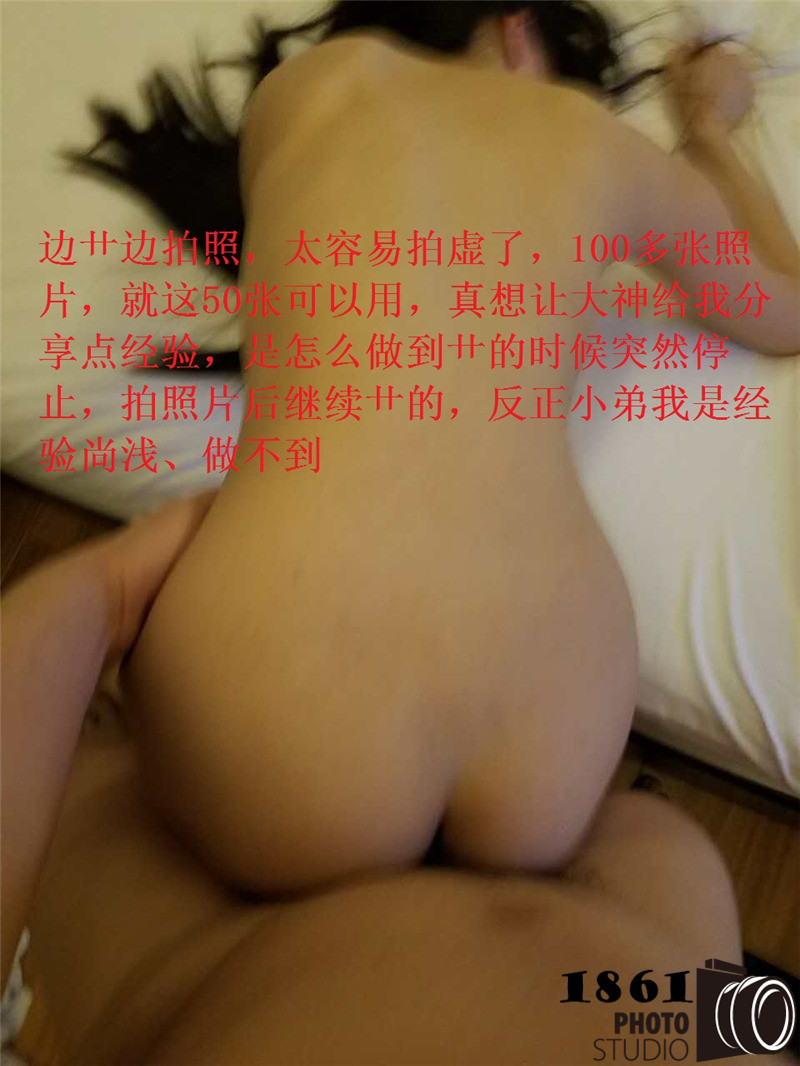 边艹边拍照，太容易拍虚了，100多张照
片，就这50张可以用，真想让大神给我分
享点经验，是怎么做到艹的时候突然停
止，拍照片后继续艹的，反正小弟我是经
验尚浅、做不到
1861
PHOTO
STUDIO